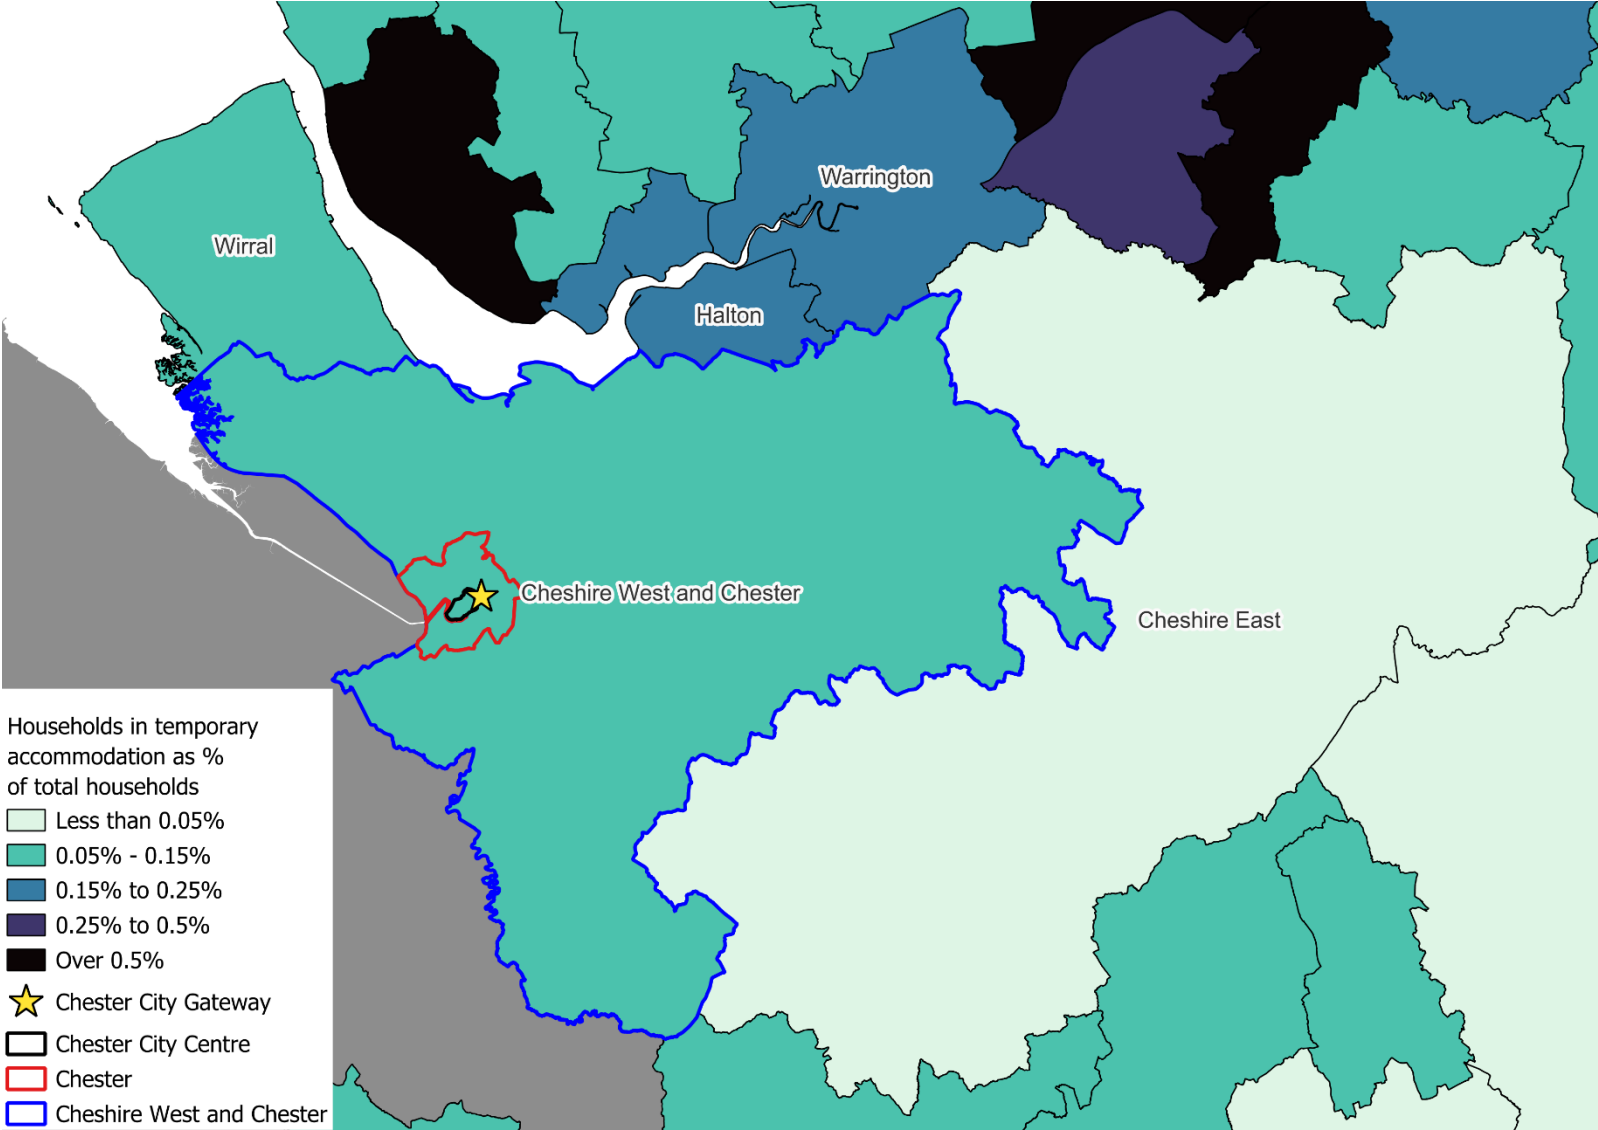 Warrington
Wirral
Halton
Cheshire West and Chester
Cheshire East
Households in temporary
accommodation as %
of total households
Less than 0.05%
0.05% - 0.15%
0.15% to 0.25%
0.25% to 0.5%
Over 0.5%
Chester City Gateway
Chester City Centre
Chester
Cheshire West and Chester